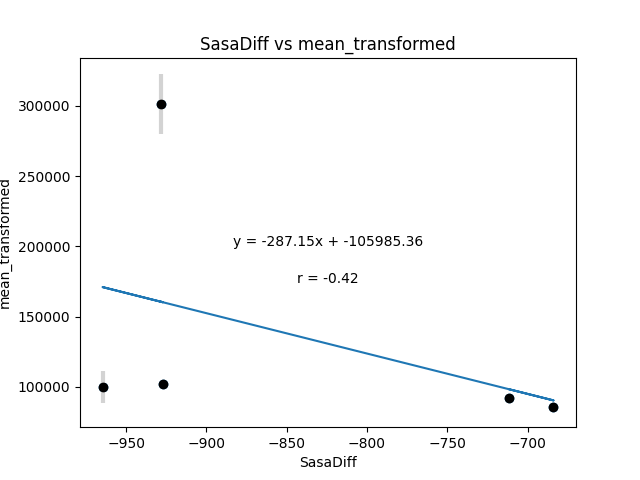 SasaDiff vs mean_transformed
300000
250000
200000
150000
100000
mean_transformed
y = -287.15x + -105985.36
r = -0.42
−950
−900
−850
−800
−750
−700
SasaDiff